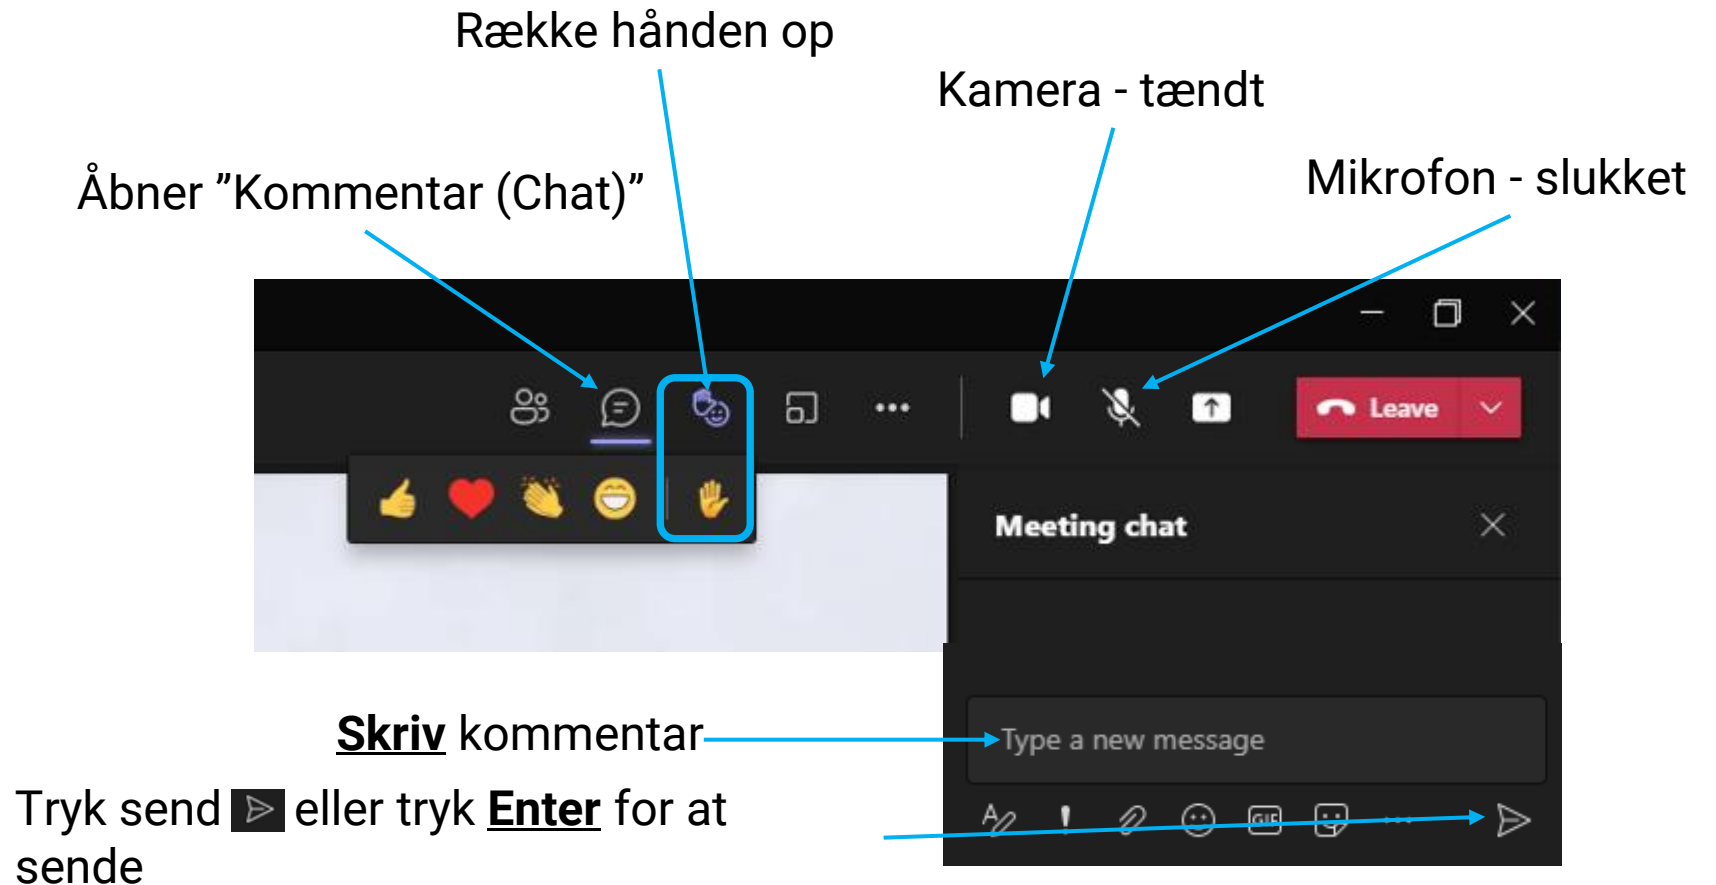 Række hånden op
Kamera - tændt
Mikrofon - slukket
Åbner ”Kommentar (Chat)”
Leave
Meeting chat
Skriv kommentar
Type a new message
Tryk send eller tryk Enter for at
sende
GIF